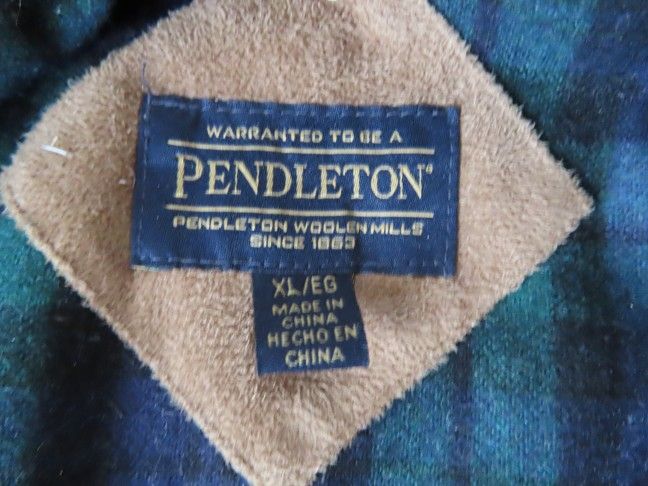 WARRANTED TO BE A
PENDLETON®
PENDLETON WOOLEN MILLS
SINCE 1863
XL/EG
MADE IN
CHINA
HECHO EN
CHINA